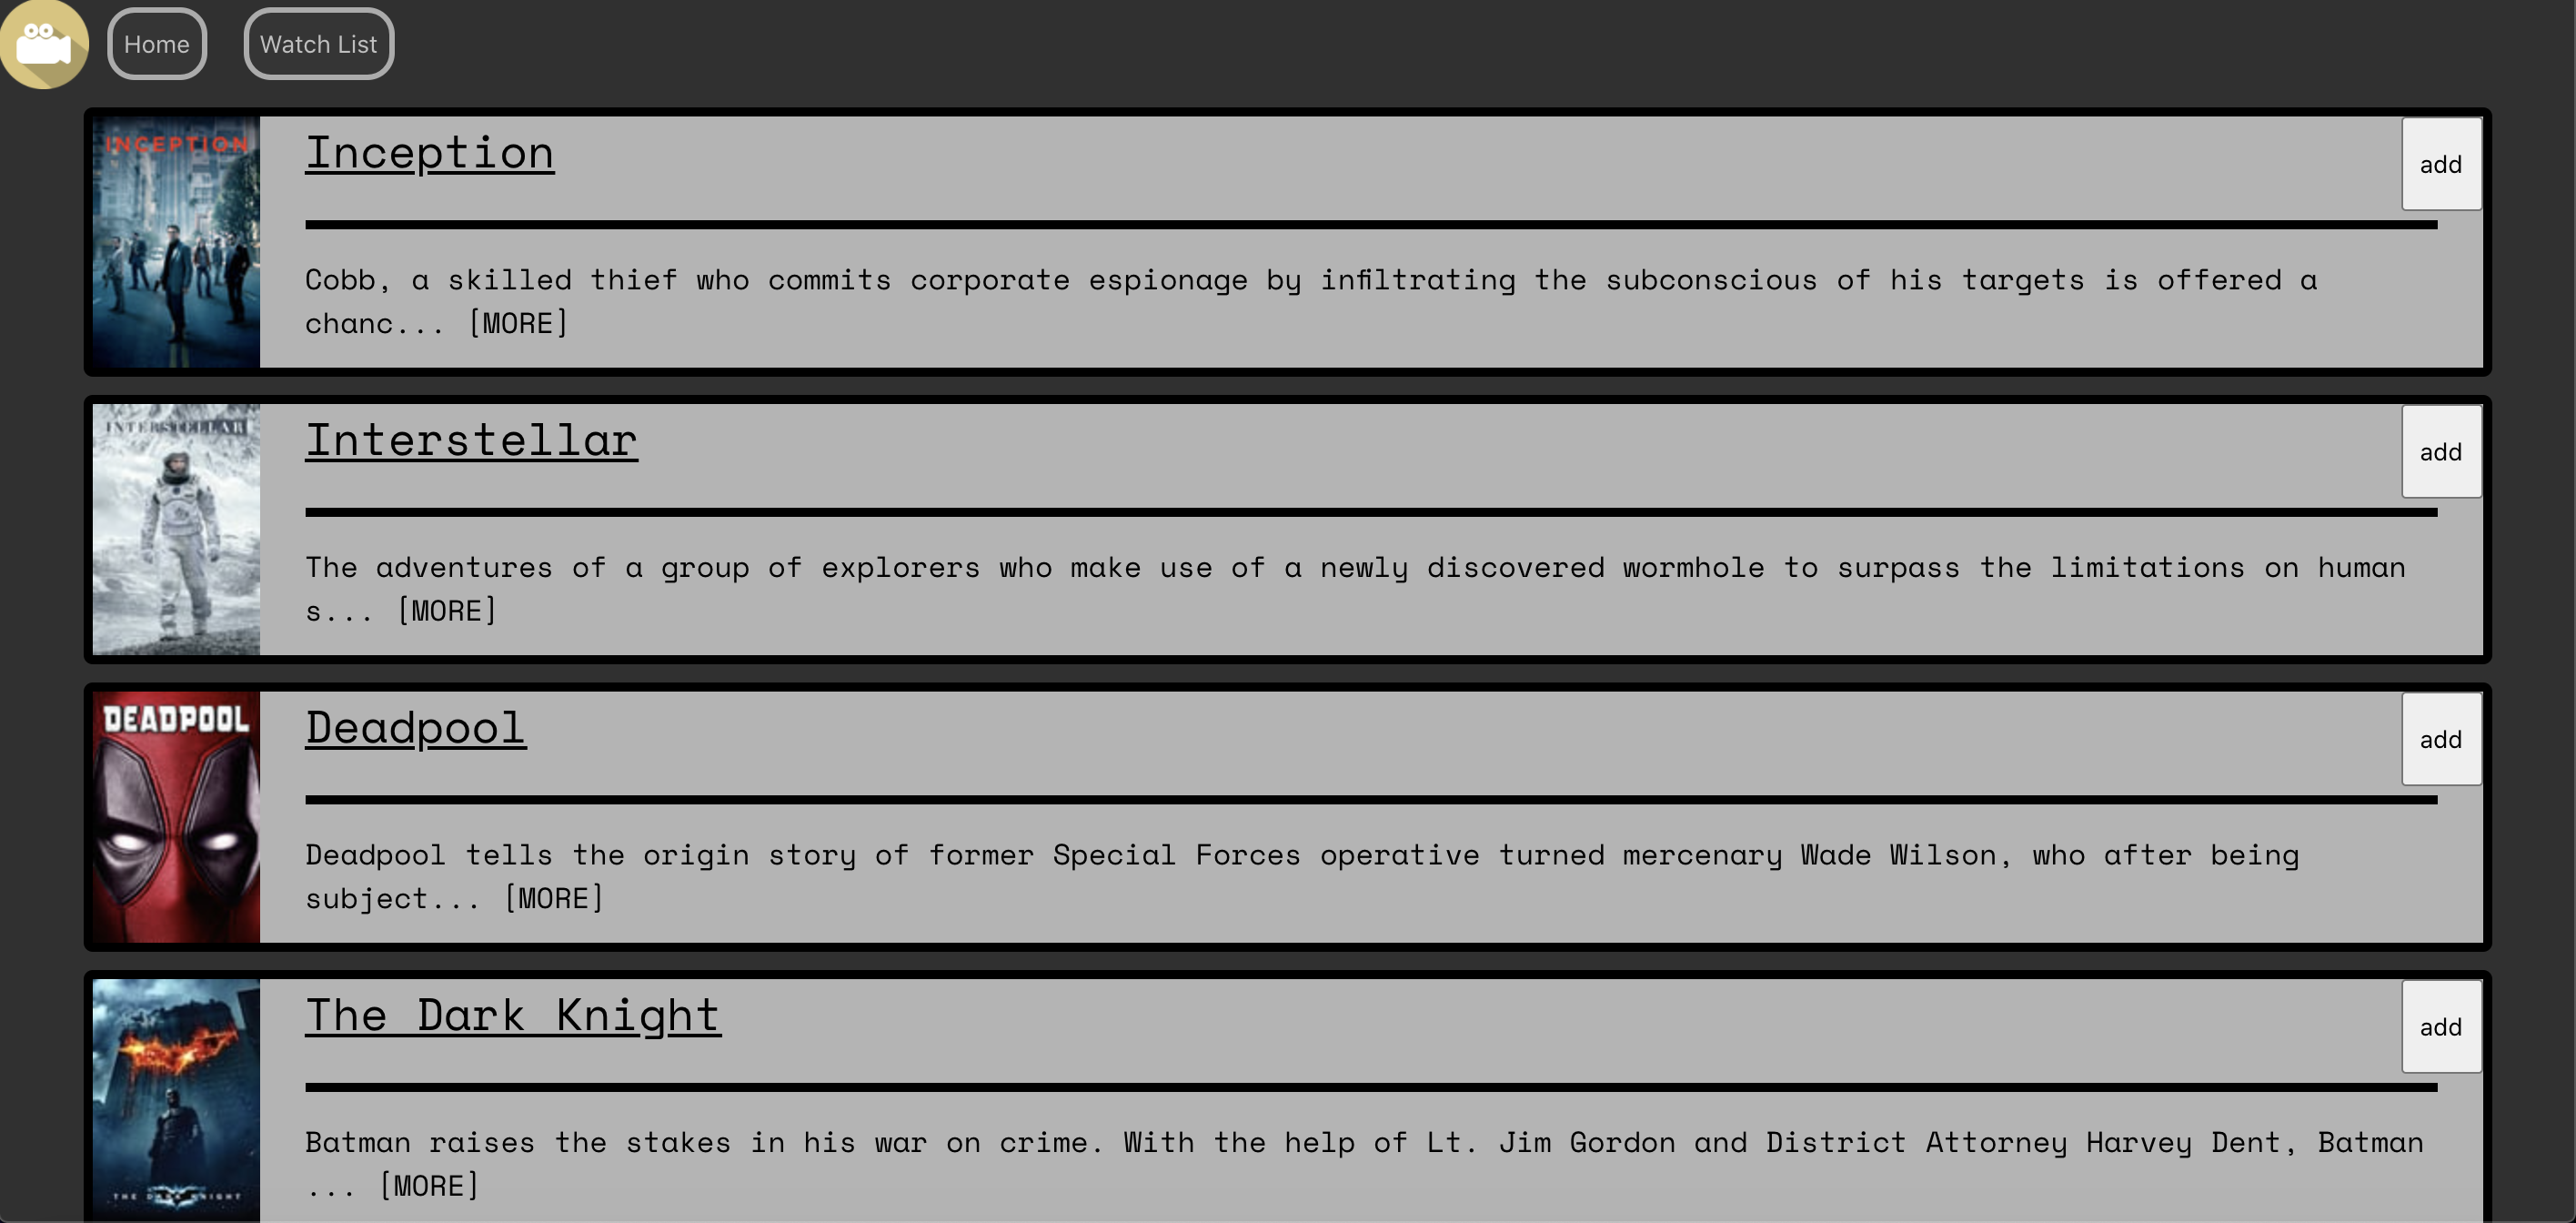 Home
Watch List
INCEPTION
Inception
add
Cobb, a skilled thief who commits corporate espionage by infiltrating the subconscious of his targets is offered a
chanc... [MORE]
INTERSTELLAR
Interstellar
add
The adventures of a group of explorers who make use of a newly discovered wormhole to surpass the limitations on human
s... [MORE]
DEADPOOL
Deadpool
add
Deadpool tells the origin story of former Special Forces operative turned mercenary Wade Wilson, who after being
subject... [MORE]
The Dark Knight
add
Batman raises the stakes in his war on crime. With the help of Lt. Jim Gordon and District Attorney Harvey Dent, Batman
... [MORE]
THE DARK KNIGHT